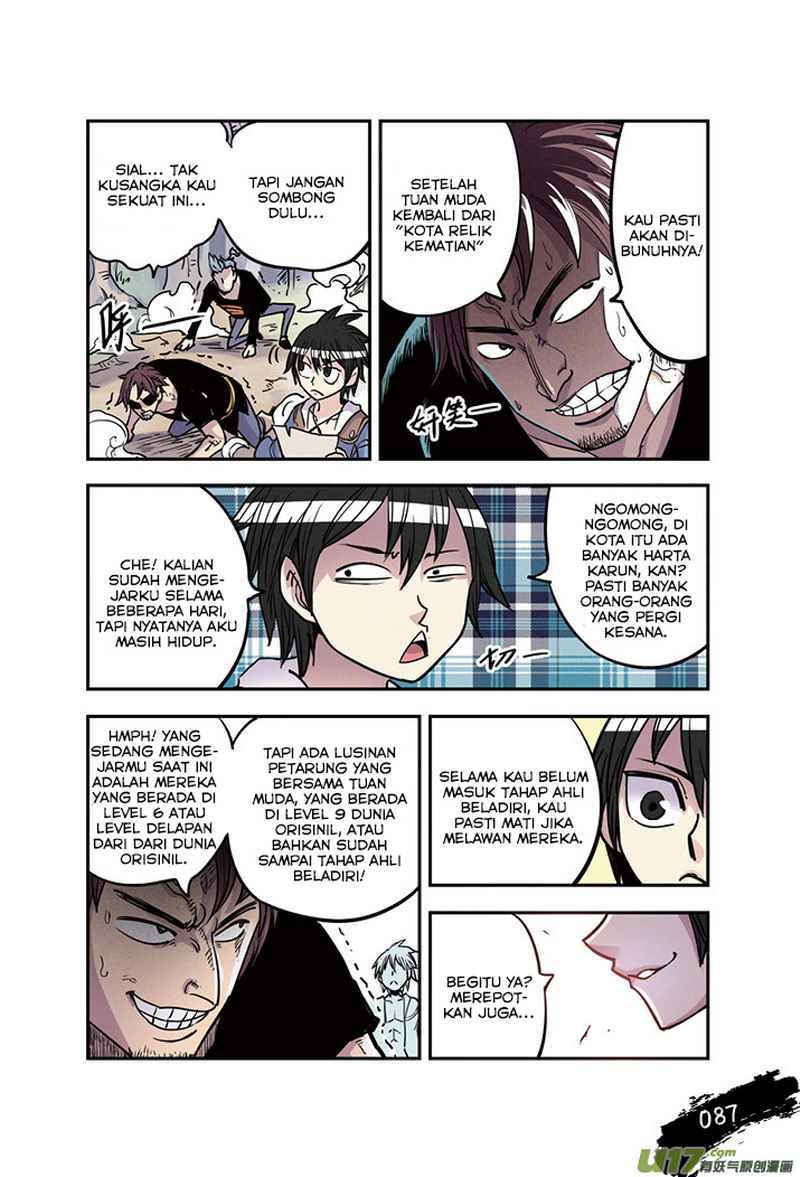 SIAL... TAK
KUSANGKA KAU
SEKUAT INI...
TAPI JANGAN
SOMBONG
DULU...
SETELAH
TUAN MUDA
KEMBALI DARI
"KOTA RELIK
KEMATIAN"
KAU PASTI
AKAN DI-
BUNUHNYA!
奸笑一
CHE! KALIAN
SUDAH MENGE-
JARKU SELAMA
BEBERAPA HARI,
TAPI NYATANYA AKU
MASIH HIDUP.
NGOMONG-
NGOMONG, DI
KOTA ITU ADA
BANYAK HARTA
KARUN, KAN?
PASTI BANYAK
ORANG-ORANG
YANG PERGI
KESANA.
切一
HMPH! YANG
SEDANG MENGE-
JARMU SAAT INI
ADALAH MEREKA
YANG BERADA DI
LEVEL 6 ATAU
LEVEL DELAPAN
DARI DARI DUNIA
ORISINIL.
TAPI ADA LUSINAN
PETARUNG YANG
BERSAMA TUAN
MUDA, YANG BERADA
DI LEVEL 9 DUNIA
ORISINIL, ATAU
BAHKAN SUDAH
SAMPAI TAHAP AHLI
BELADIRI!
SELAMA KAU BELUM
MASUK TAHAP AHLI
BELADIRI, KAU
PASTI MATI JIKA
MELAWAN MEREKA.
BEGITU YA?
MEREPOT-
KAN JUGA...
087
U17.com
有妖气原创漫画